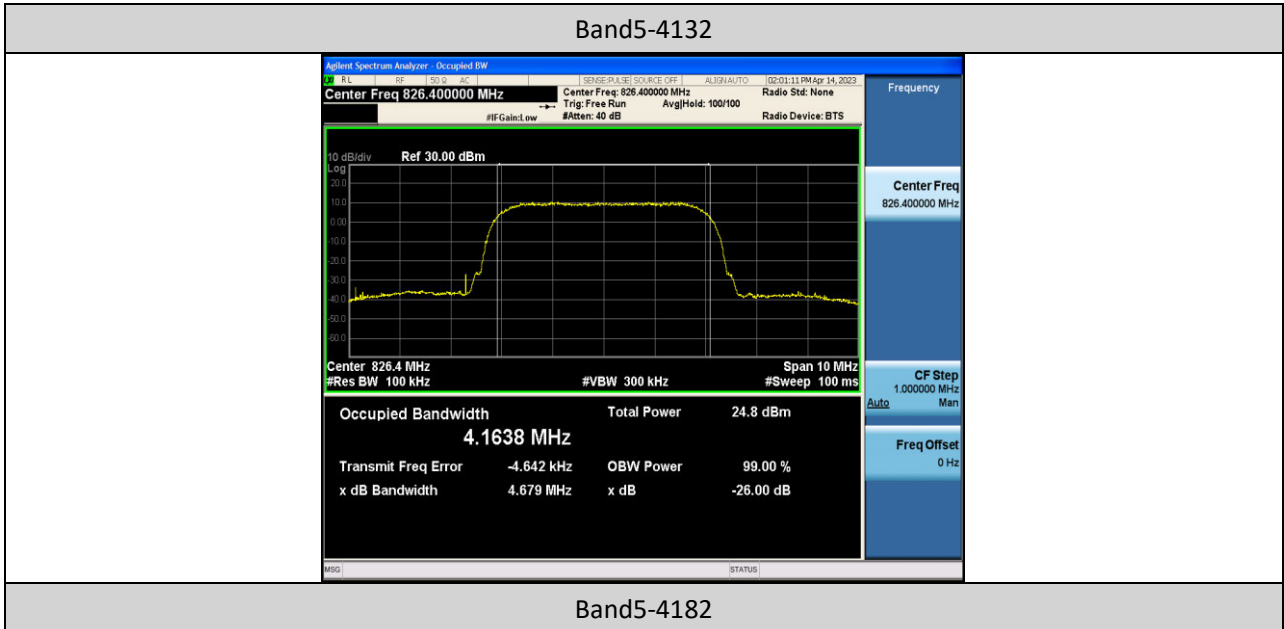 Band5-4132
Agilent Spectrum Analyzer - Occupied BW
RL RF 50 Ω AC SENSE:PULSE SOURCE OFF ALIGN AUTO 02:01:11 PM Apr 14, 2023
Center Freq 826.400000 MHz Center Freq: 826.400000 MHz Radio Std: None Frequency
Trig: Free Run Avg|Hold: 100/100
#IFGain:Low #Atten: 40 dB Radio Device: BTS
10 dB/div Ref 30.00 dBm
Log
20.0
10.0
0.00
-10.0
-20.0
-30.0
-40.0
-50.0
-60.0
Center Freq
826.400000 MHz
Center 826.4 MHz Span 10 MHz
#Res BW 100 kHz #VBW 300 kHz #Sweep 100 ms
CF Step
1.000000 MHz
Auto Man
Occupied Bandwidth Total Power 24.8 dBm
4.1638 MHz
Transmit Freq Error -4.642 kHz OBW Power 99.00 %
x dB Bandwidth 4.679 MHz x dB -26.00 dB
Freq Offset
0 Hz
MSG STATUS
Band5-4182